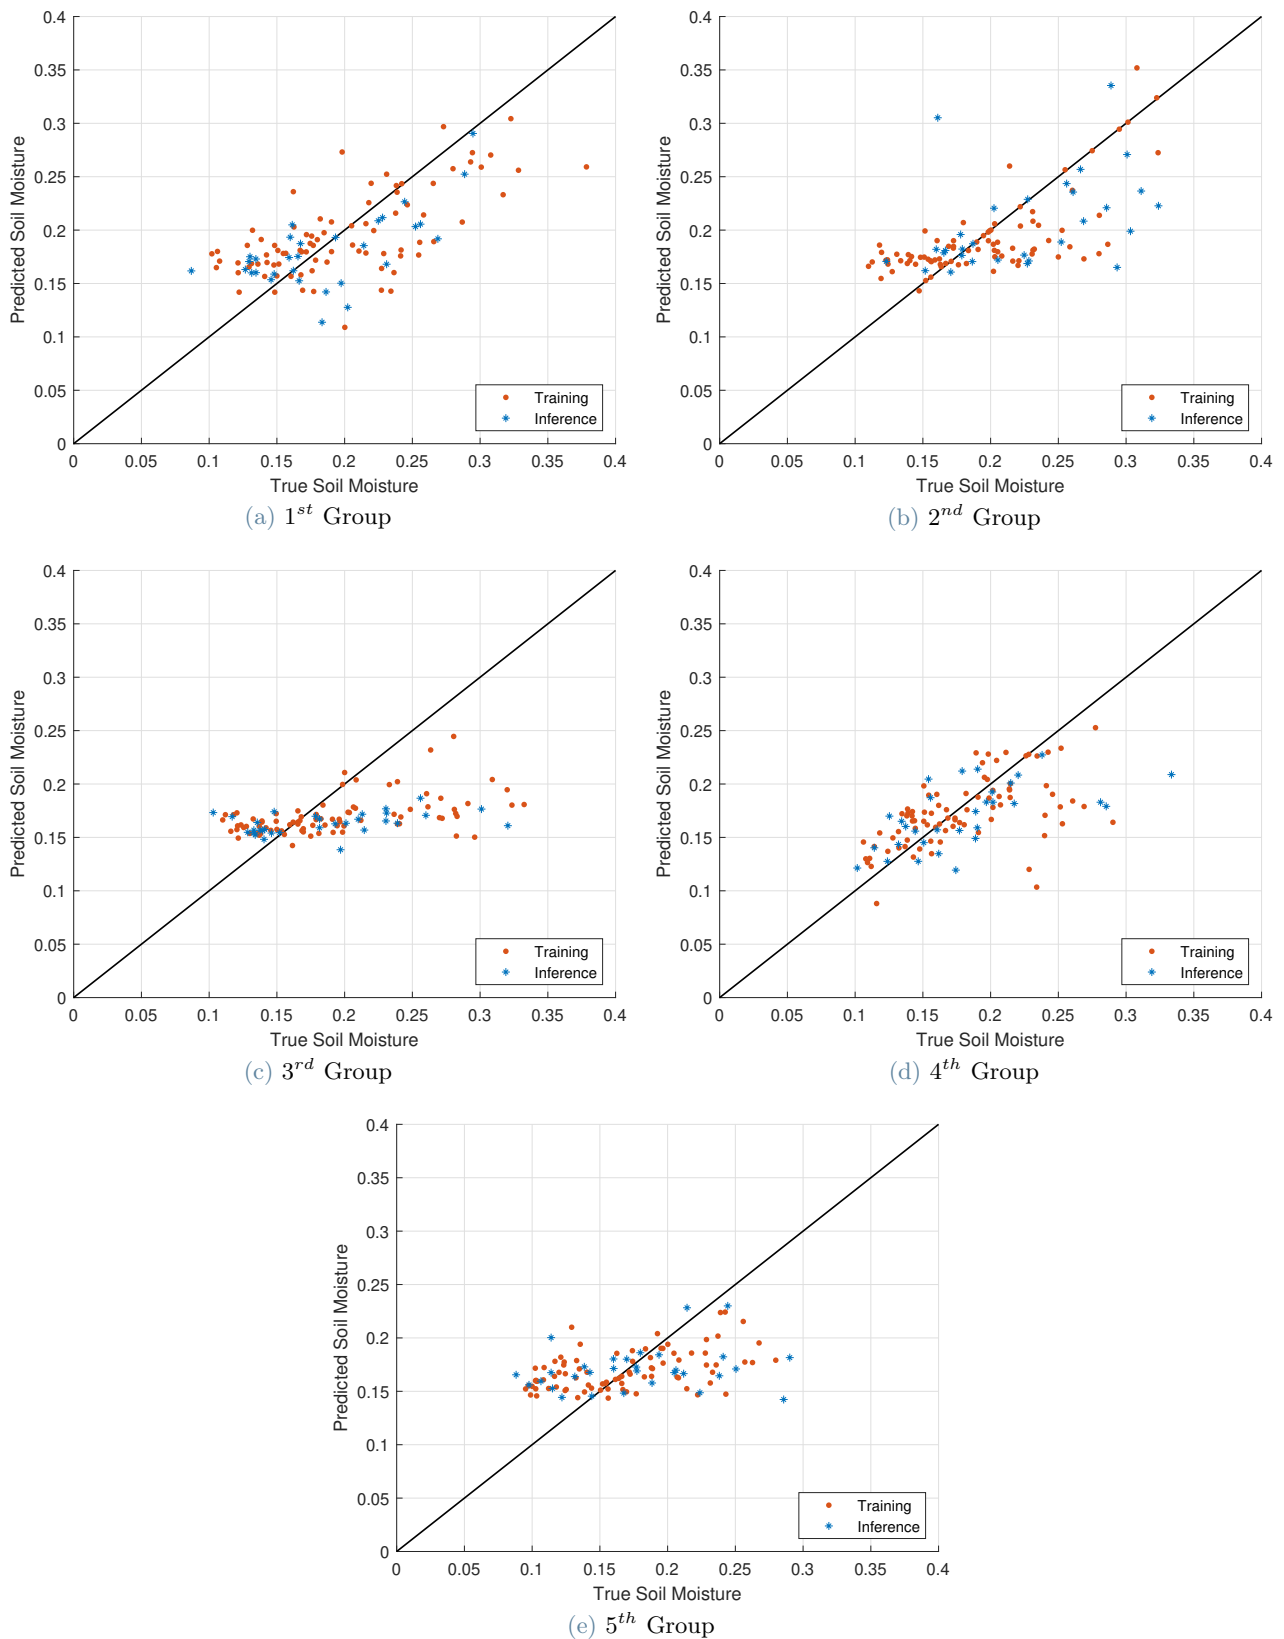 0.4
0.35
0.3
0.25
0.2
0.15
0.1
0.05
0
Predicted Soil Moisture
Training
Inference
0 0.05 0.1 0.15 0.2 0.25 0.3 0.35 0.4
True Soil Moisture
(a) 1st Group
0.4
0.35
0.3
0.25
0.2
0.15
0.1
0.05
0
Predicted Soil Moisture
Training
Inference
0 0.05 0.1 0.15 0.2 0.25 0.3 0.35 0.4
True Soil Moisture
(b) 2nd Group
0.4
0.35
0.3
0.25
0.2
0.15
0.1
0.05
0
Predicted Soil Moisture
Training
Inference
0 0.05 0.1 0.15 0.2 0.25 0.3 0.35 0.4
True Soil Moisture
(c) 3rd Group
0.4
0.35
0.3
0.25
0.2
0.15
0.1
0.05
0
Predicted Soil Moisture
Training
Inference
0 0.05 0.1 0.15 0.2 0.25 0.3 0.35 0.4
True Soil Moisture
(d) 4th Group
0.4
0.35
0.3
0.25
0.2
0.15
0.1
0.05
0
Predicted Soil Moisture
Training
Inference
0 0.05 0.1 0.15 0.2 0.25 0.3 0.35 0.4
True Soil Moisture
(e) 5th Group